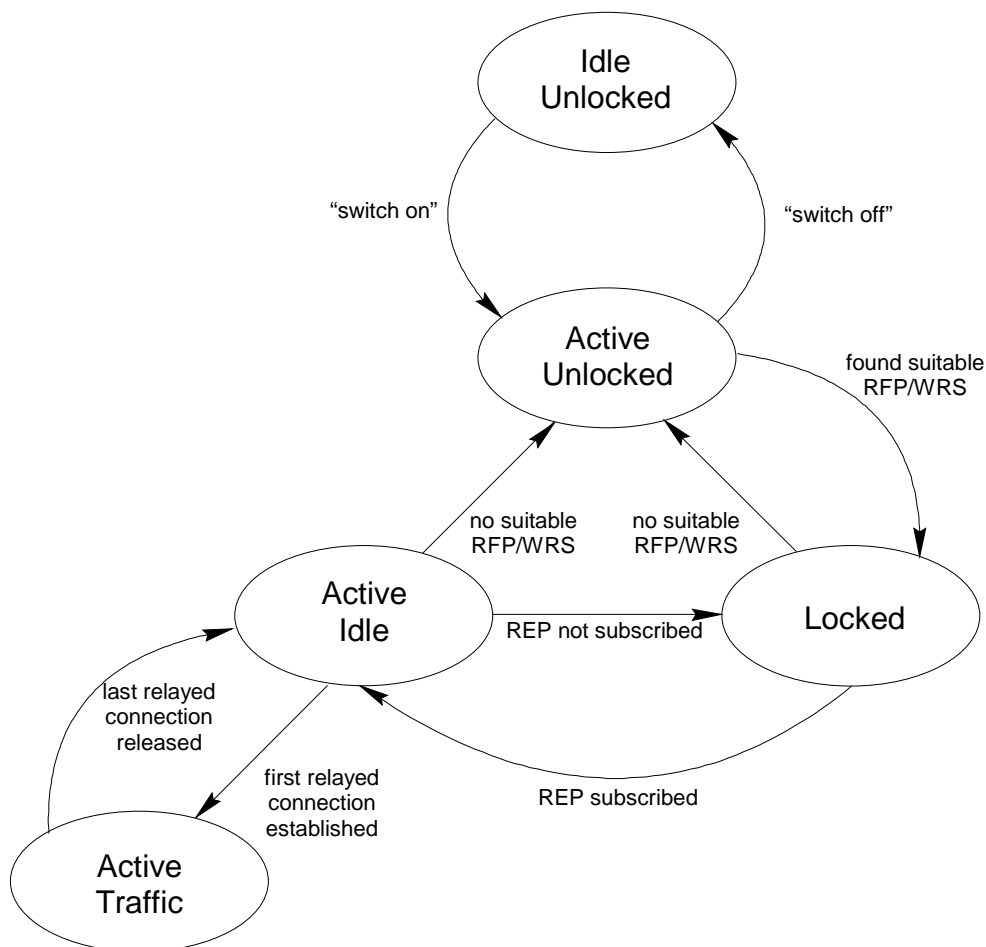 Idle
Unlocked
“switch on”
“switch off”
Active
Unlocked
found suitable
RFP/WRS
no suitable
RFP/WRS
no suitable
RFP/WRS
Active
Idle
REP not subscribed
Locked
last relayed
connection
released
first relayed
connection
established
REP subscribed
Active
Traffic